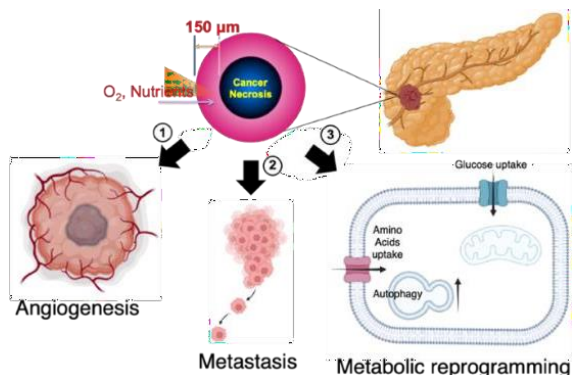 150 μm
O₂, Nutrients
Cancer
Necrosis
1
2
3
Angiogenesis
Metastasis
Glucose uptake
Amino
Acids
uptake
Autophagy
Metabolic reprogramming